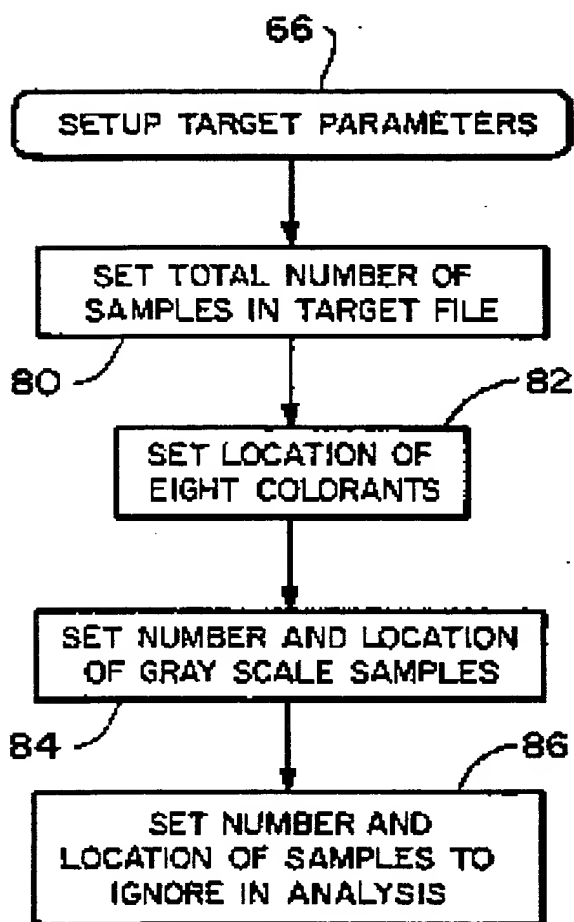 66
SETUP TARGET PARAMETERS
SET TOTAL NUMBER OF
SAMPLES IN TARGET FILE
80
82
SET LOCATION OF
EIGHT COLORANTS
SET NUMBER AND LOCATION
OF GRAY SCALE SAMPLES
84
86
SET NUMBER AND
LOCATION OF SAMPLES TO
IGNORE IN ANALYSIS